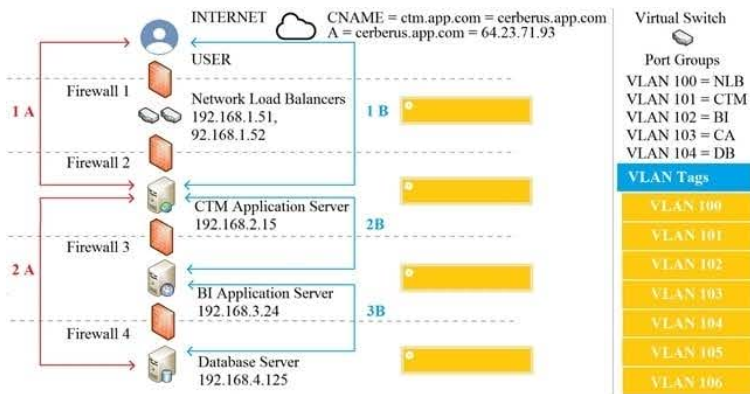 INTERNET
CNAME = ctm.app.com = cerberus.app.com
A = cerberus.app.com = 64.23.71.93
USER
Firewall 1
1 A
Network Load Balancers
192.168.1.51,
92.168.1.52
1 B
Firewall 2
CTM Application Server
192.168.2.15
2B
Firewall 3
2 A
BI Application Server
192.168.3.24
3B
Firewall 4
Database Server
192.168.4.125
Virtual Switch
Port Groups
VLAN 100 = NLB
VLAN 101 = CTM
VLAN 102 = BI
VLAN 103 = CA
VLAN 104 = DB
VLAN Tags
VLAN 100
VLAN 101
VLAN 102
VLAN 103
VLAN 104
VLAN 105
VLAN 106